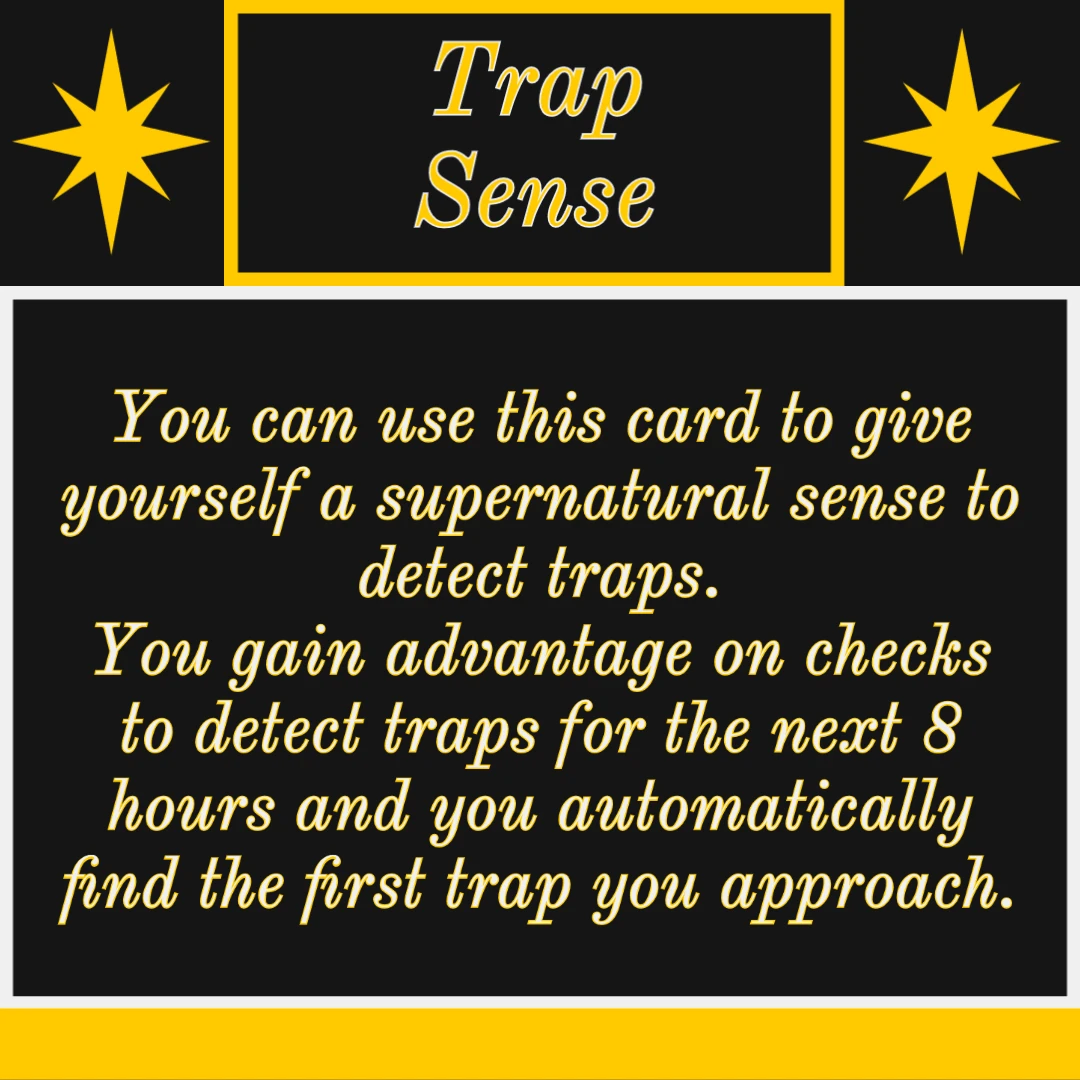 Trap
Sense
You can use this card to give
yourself a supernatural sense to
detect traps.
You gain advantage on checks
to detect traps for the next 8
hours and you automatically
find the first trap you approach.